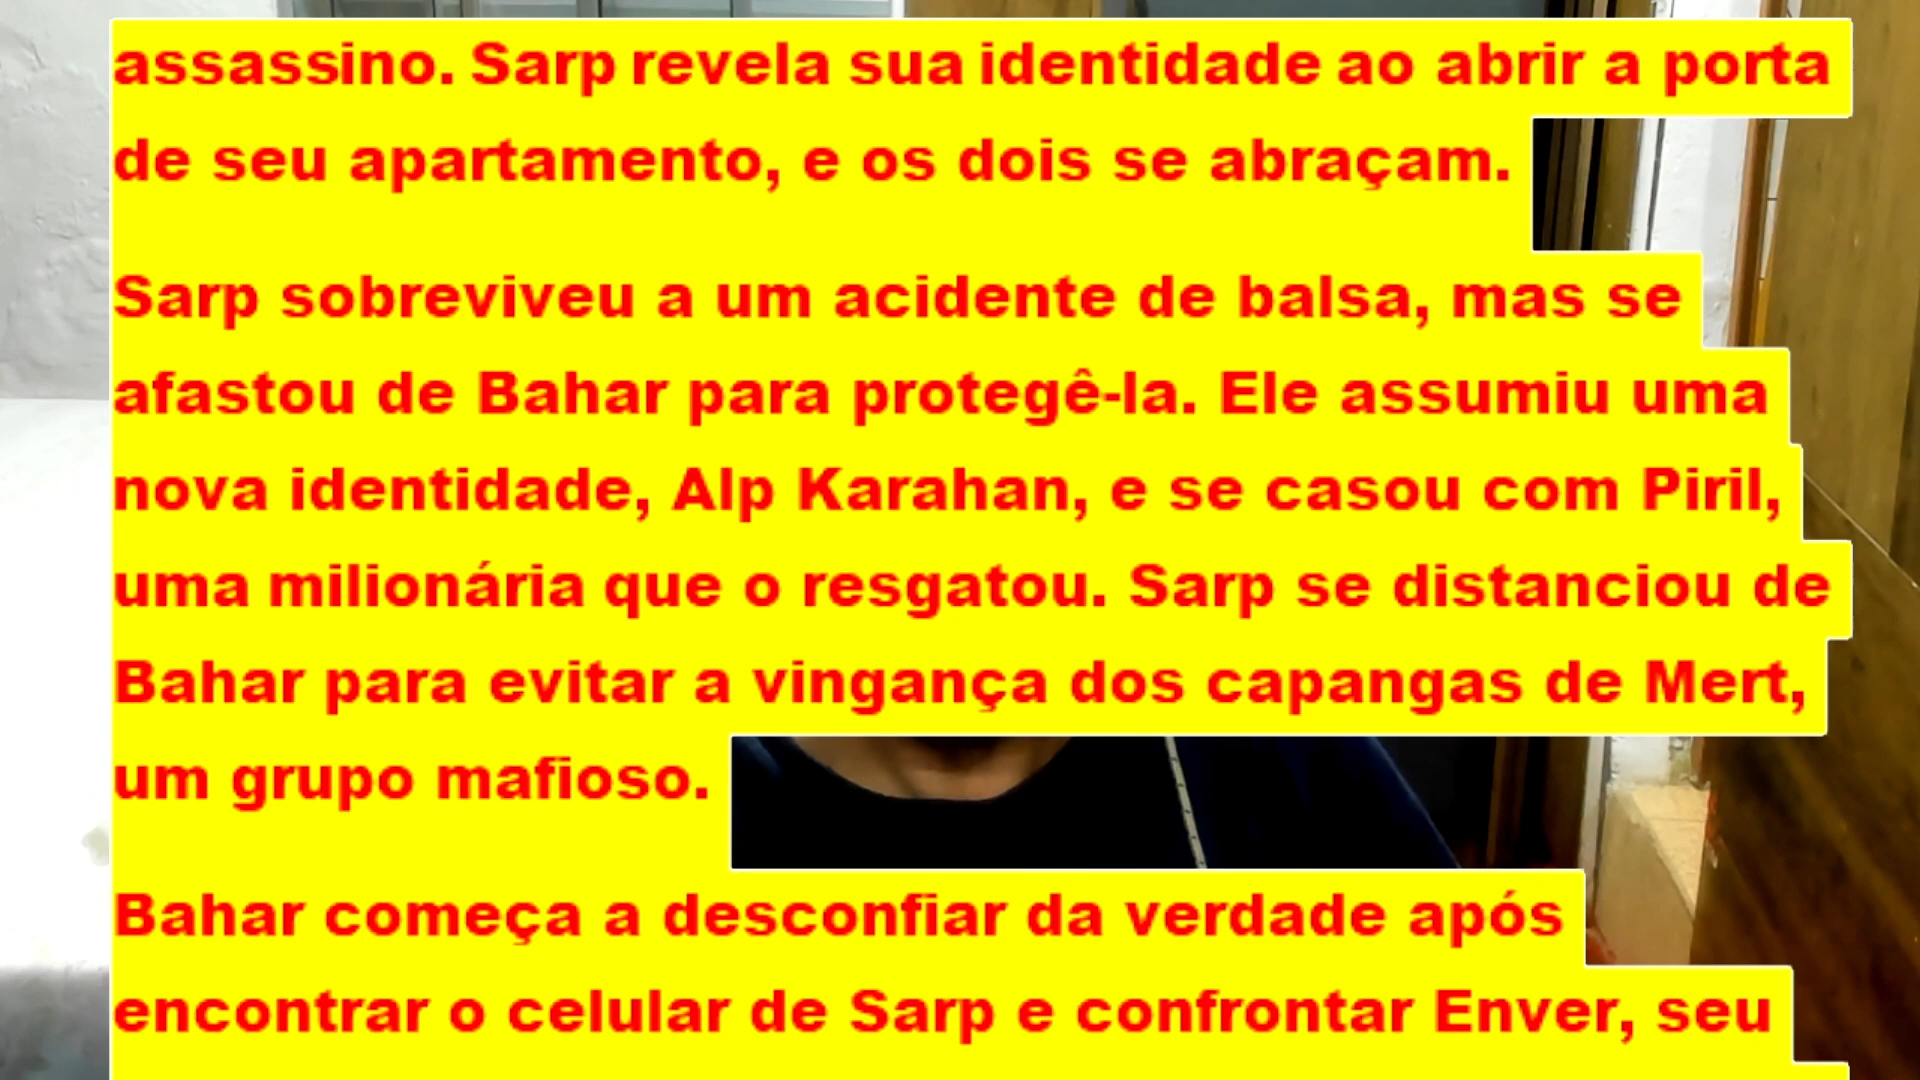 assassino. Sarp revela sua identidade ao abrir a porta
de seu apartamento, e os dois se abraçam.
Sarp sobreviveu a um acidente de balsa, mas se
afastou de Bahar para protegê-la. Ele assumiu uma
nova identidade, Alp Karahan, e se casou com Piril,
uma milionária que o resgatou. Sarp se distanciou de
Bahar para evitar a vingança dos capangas de Mert,
um grupo mafioso.
Bahar começa a desconfiar da verdade após
encontrar o celular de Sarp e confrontar Enver, seu